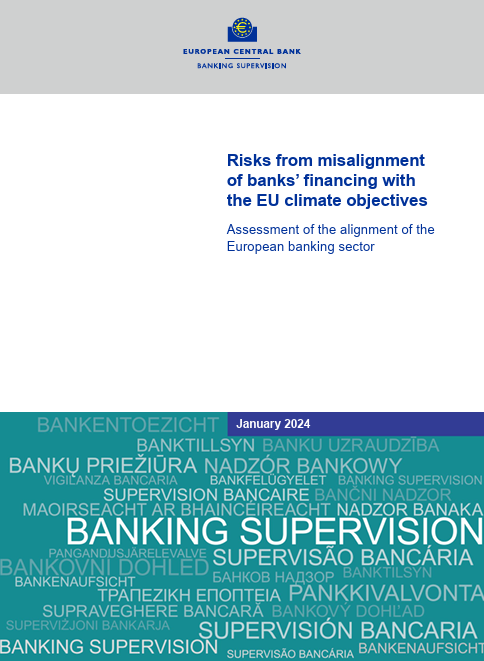 EUROPEAN CENTRAL BANK
BANKING SUPERVISION
Risks from misalignment
of banks’ financing with
the EU climate objectives
Assessment of the alignment of the
European banking sector
January 2024
BANKENTOEZICHT
BANKTILLSYN BANKU UZRAUDZĪBA
BANKŲ PRIEŽIŪRA NADZÓR BANKOWY
VIGILANZA BANCARIA BANKFELÜGYELET BANKING SUPERVISION
SUPERVISION BANCAIRE BANČNI NADZOR
MAOIRSEACHT AR BHAINCÉIREACHT NADZOR BANAKA
BANKING SUPERVISION
PANGANDUSJÄRELEVALVE SUPERVISÃO BANCÁRIA
BANKOVNÍ DOHLED БАНКОВ НАДЗОР BANKTILSYN
BANKENAUFSICHT ΤΡΑΠΕΖΙΚΗ ΕΠΟΠΤΕΙΑ PANKKIVALVONTA
SUPRAVEGHERE BANCARĂ BANKOVÝ DOHĽAD
SUPERVIŻJONI BANKARJA SUPERVISIÓN BANCARIA
BANKING SUPERVISION SUPERVISÃO BANCÁRIA BANKENAUFSICHT